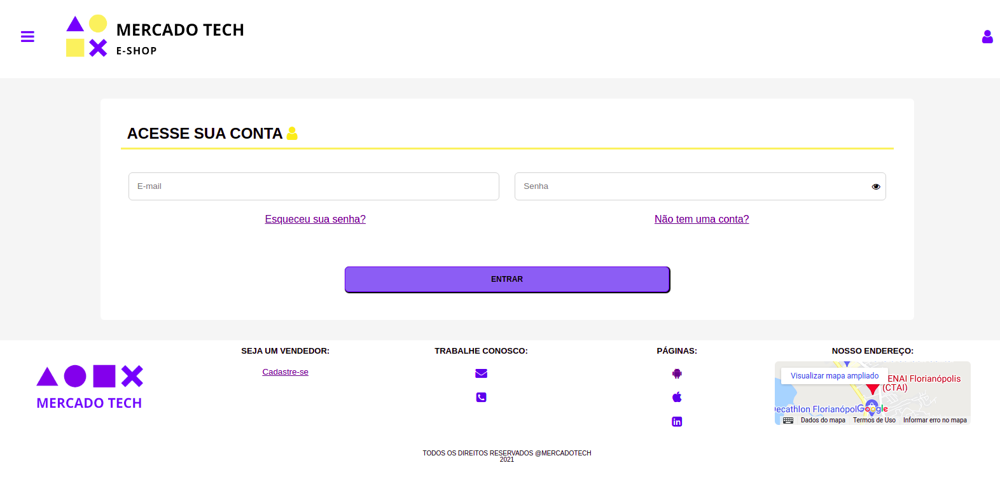 MERCADO TECH
E-SHOP
ACESSE SUA CONTA
E-mail
Senha
Esqueceu sua senha?
Não tem uma conta?
ENTRAR
MERCADO TECH
SEJA UM VENDEDOR:
Cadastre-se
TRABALHE CONOSCO:
PÁGINAS:
NOSSO ENDEREÇO:
Visualizar mapa ampliado
ENAI Florianópolis
(CTAI)
Decathlon Florianópol
Google
Dados do mapa
Termos de Uso
Informar erro no mapa
TODOS OS DIREITOS RESERVADOS @MERCADOTECH
2021